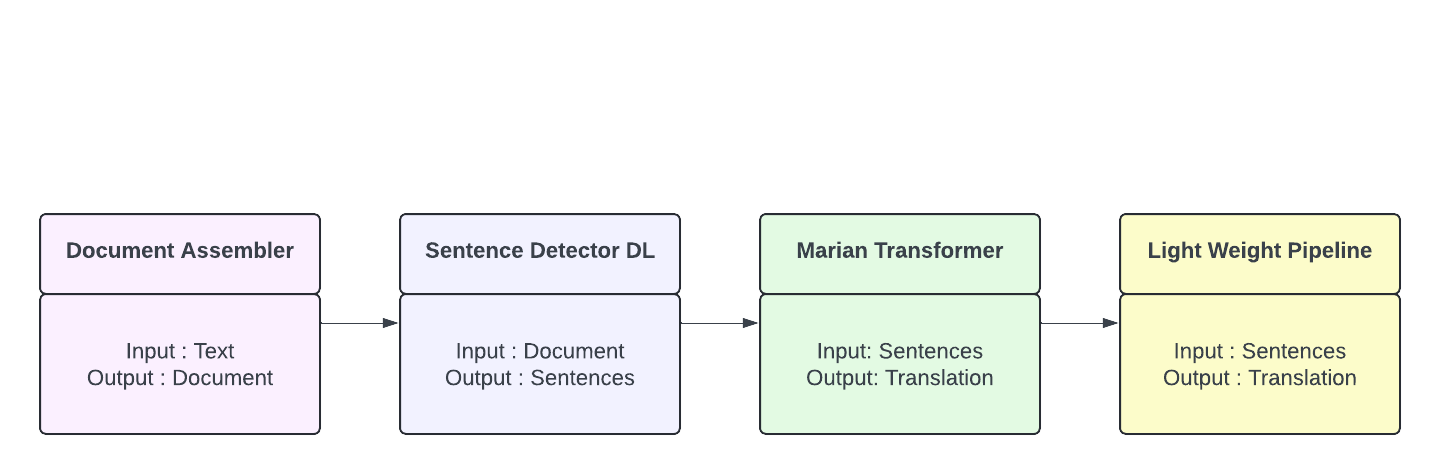 Document Assembler
Input : Text
Output : Document
Sentence Detector DL
Input : Document
Output : Sentences
Marian Transformer
Input: Sentences
Output: Translation
Light Weight Pipeline
Input : Sentences
Output : Translation